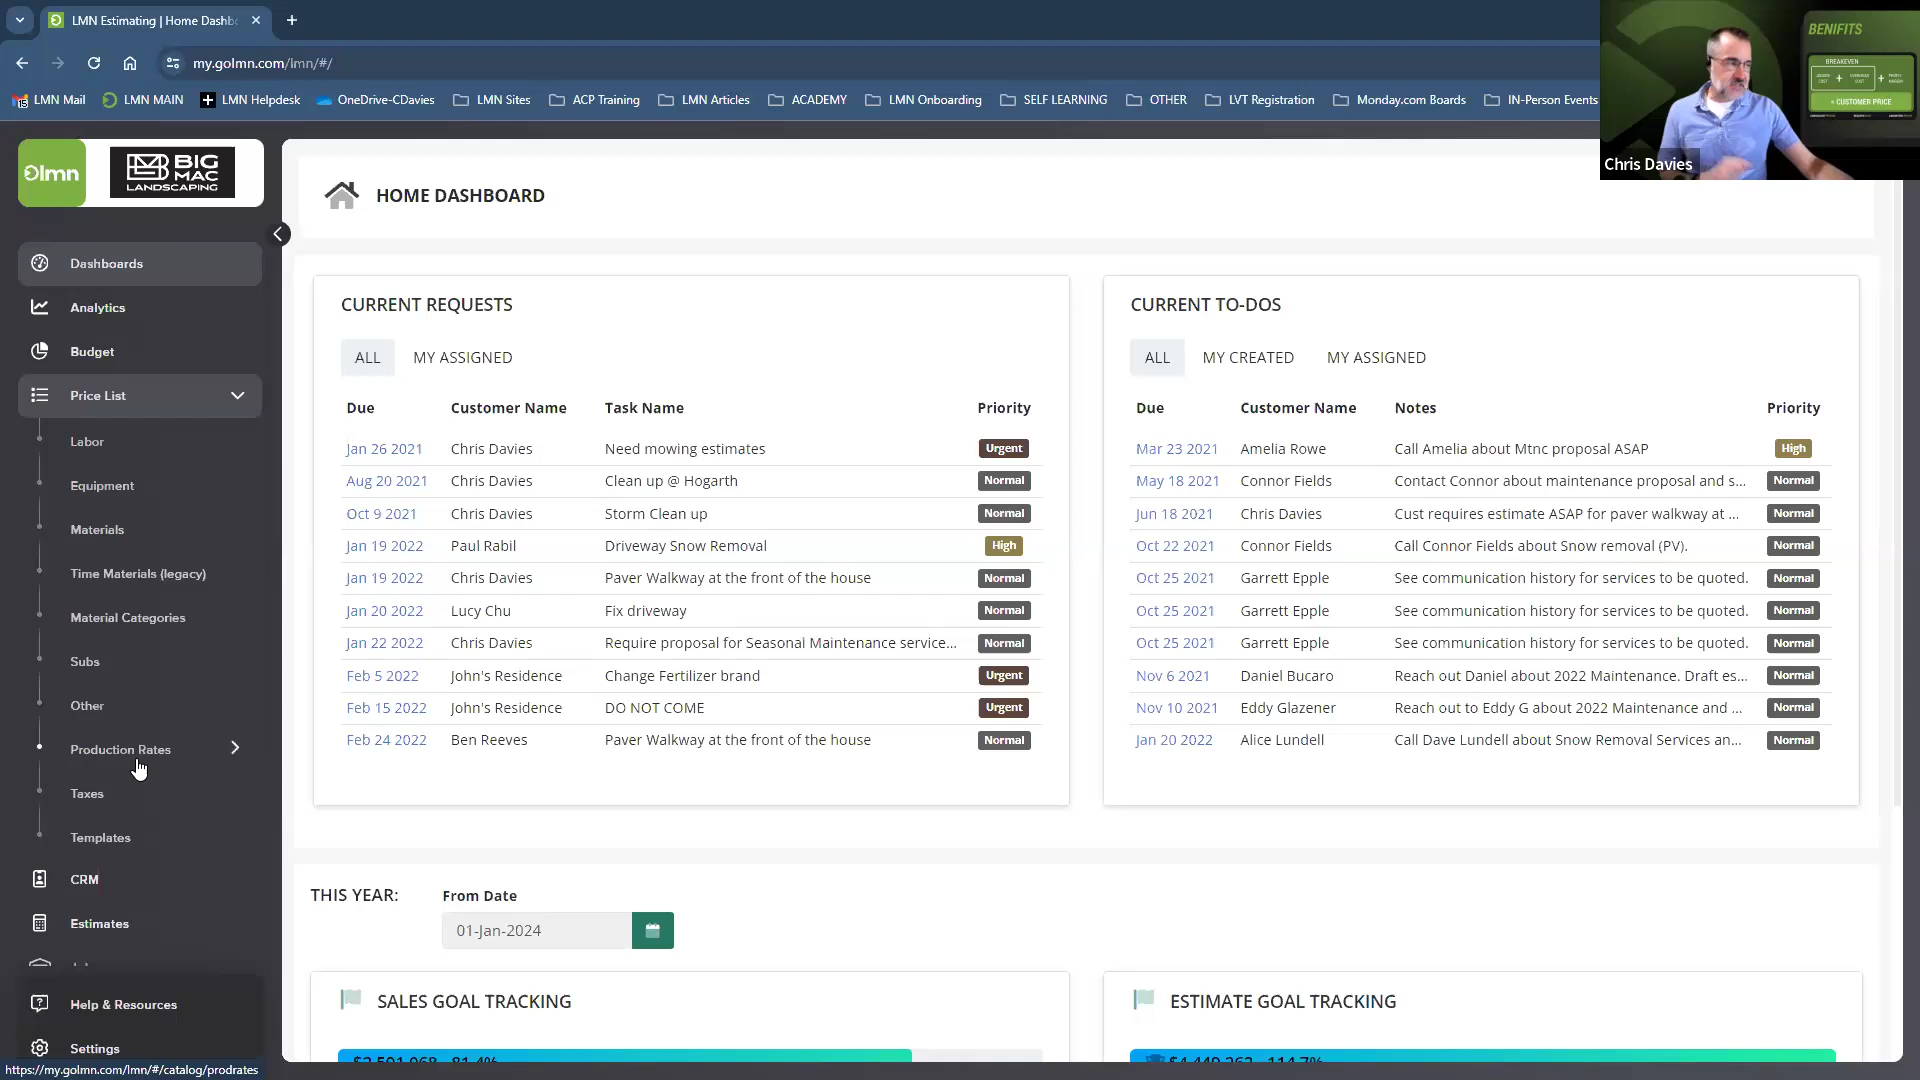 LMN Estimating | Home Dashb
my.golmn.com/lmn/#/
LMN Mail
LMN MAIN
LMN Helpdesk
OneDrive-CDavies
LMN Sites
ACP Training
LMN Articles
ACADEMY
LMN Onboarding
SELF LEARNING
OTHER
LVT Registration
Monday.com Boards
IN-Person Events
BENIFITS
BREAKEVEN
= CUSTOMER PRICE
Chris Davies
lmn
BIG MAC
LANDSCAPING
Dashboards
Analytics
Budget
Price List
Labor
Equipment
Materials
Time Materials (legacy)
Material Categories
Subs
Other
Production Rates
Taxes
Templates
CRM
Estimates
Help & Resources
Settings
https://my.golmn.com/lmn/#/catalog/prodrates
HOME DASHBOARD
CURRENT REQUESTS
ALL MY ASSIGNED
Due Customer Name Task Name Priority
Jan 26 2021 Chris Davies Need mowing estimates Urgent
Aug 20 2021 Chris Davies Clean up @ Hogarth Normal
Oct 9 2021 Chris Davies Storm Clean up Normal
Jan 19 2022 Paul Rabil Driveway Snow Removal High
Jan 19 2022 Chris Davies Paver Walkway at the front of the house Normal
Jan 20 2022 Lucy Chu Fix driveway Normal
Jan 22 2022 Chris Davies Require proposal for Seasonal Maintenance service... Normal
Feb 5 2022 John's Residence Change Fertilizer brand Urgent
Feb 15 2022 John's Residence DO NOT COME Urgent
Feb 24 2022 Ben Reeves Paver Walkway at the front of the house Normal
CURRENT TO-DOS
ALL MY CREATED MY ASSIGNED
Due Customer Name Notes Priority
Mar 23 2021 Amelia Rowe Call Amelia about Mtnc proposal ASAP High
May 18 2021 Connor Fields Contact Connor about maintenance proposal and s... Normal
Jun 18 2021 Chris Davies Cust requires estimate ASAP for paver walkway at ... Normal
Oct 22 2021 Connor Fields Call Connor Fields about Snow removal (PV). Normal
Oct 25 2021 Garrett Epple See communication history for services to be quoted. Normal
Oct 25 2021 Garrett Epple See communication history for services to be quoted. Normal
Oct 25 2021 Garrett Epple See communication history for services to be quoted. Normal
Nov 6 2021 Daniel Bucaro Reach out Daniel about 2022 Maintenance. Draft es... Normal
Nov 10 2021 Eddy Glazener Reach out to Eddy G about 2022 Maintenance and ... Normal
Jan 20 2022 Alice Lundell Call Dave Lundell about Snow Removal Services an... Normal
THIS YEAR:
From Date
01-Jan-2024
SALES GOAL TRACKING
ESTIMATE GOAL TRACKING